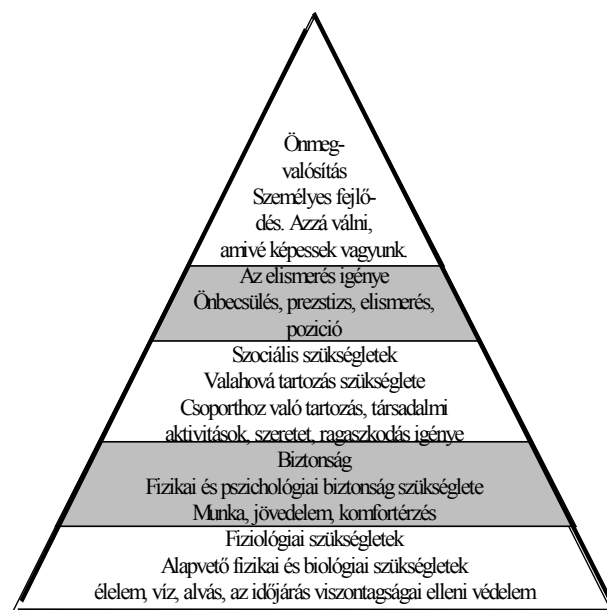 Önmeg-
valósítás
Személyes fejlő-
dés. Azzá válni,
amivé képessek vagyunk.
Az elismerés igénye
Önbecsülés, prezstizs, elismerés,
pozició
Szociális szükségletek
Valahová tartozás szükséglete
Csoporthoz való tartozás, társadalmi
aktivitások, szeretet, ragaszkodás igénye
Biztonság
Fizikai és pszichológiai biztonság szükséglete
Munka, jövedelem, komfortérzés
Fiziológiai szükségletek
Alapvető fizikai és biológiai szükségletek
élelem, víz, alvás, az időjárás viszontagságai elleni védelem